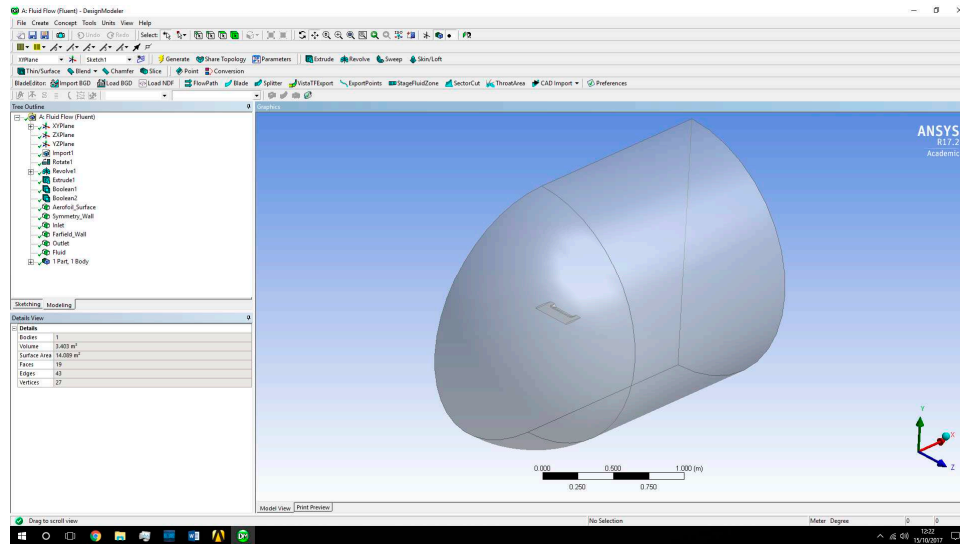 A: Fluid Flow (Fluent) - DesignModeler
File Create Concept Tools Units View Help
Undo Redo Select:
XYPlane Sketch1 Generate Share Topology Parameters Extrude Revolve Sweep Skin/Loft
Thin/Surface Blend Chamfer Slice Point Conversion
BladeEditor: Import BGD Load BGD Load NDF FlowPath Blade Splitter VistaTFExport ExportPoints StageFluidZone SectorCut ThroatArea CAD Import Preferences
Tree Outline
Graphics
A: Fluid Flow (Fluent)
XYPlane
ZXPlane
YZPlane
Import1
Rotate1
Revolve1
Extrude1
Boolean1
Boolean2
Aerofoil_Surface
Symmetry_Wall
Inlet
Farfield_Wall
Outlet
Fluid
1 Part, 1 Body
ANSYS
R17.2
Academic
Sketching Modeling
Details View
Details
Bodies 1
Volume 3.403 m³
Surface Area 14.089 m²
Faces 19
Edges 43
Vertices 27
Y
X
Z
0.000 0.500 1.000 (m)
0.250 0.750
Model View Print Preview
Drag to scroll view No Selection Meter Degree 0 0
12:22
15/10/2017